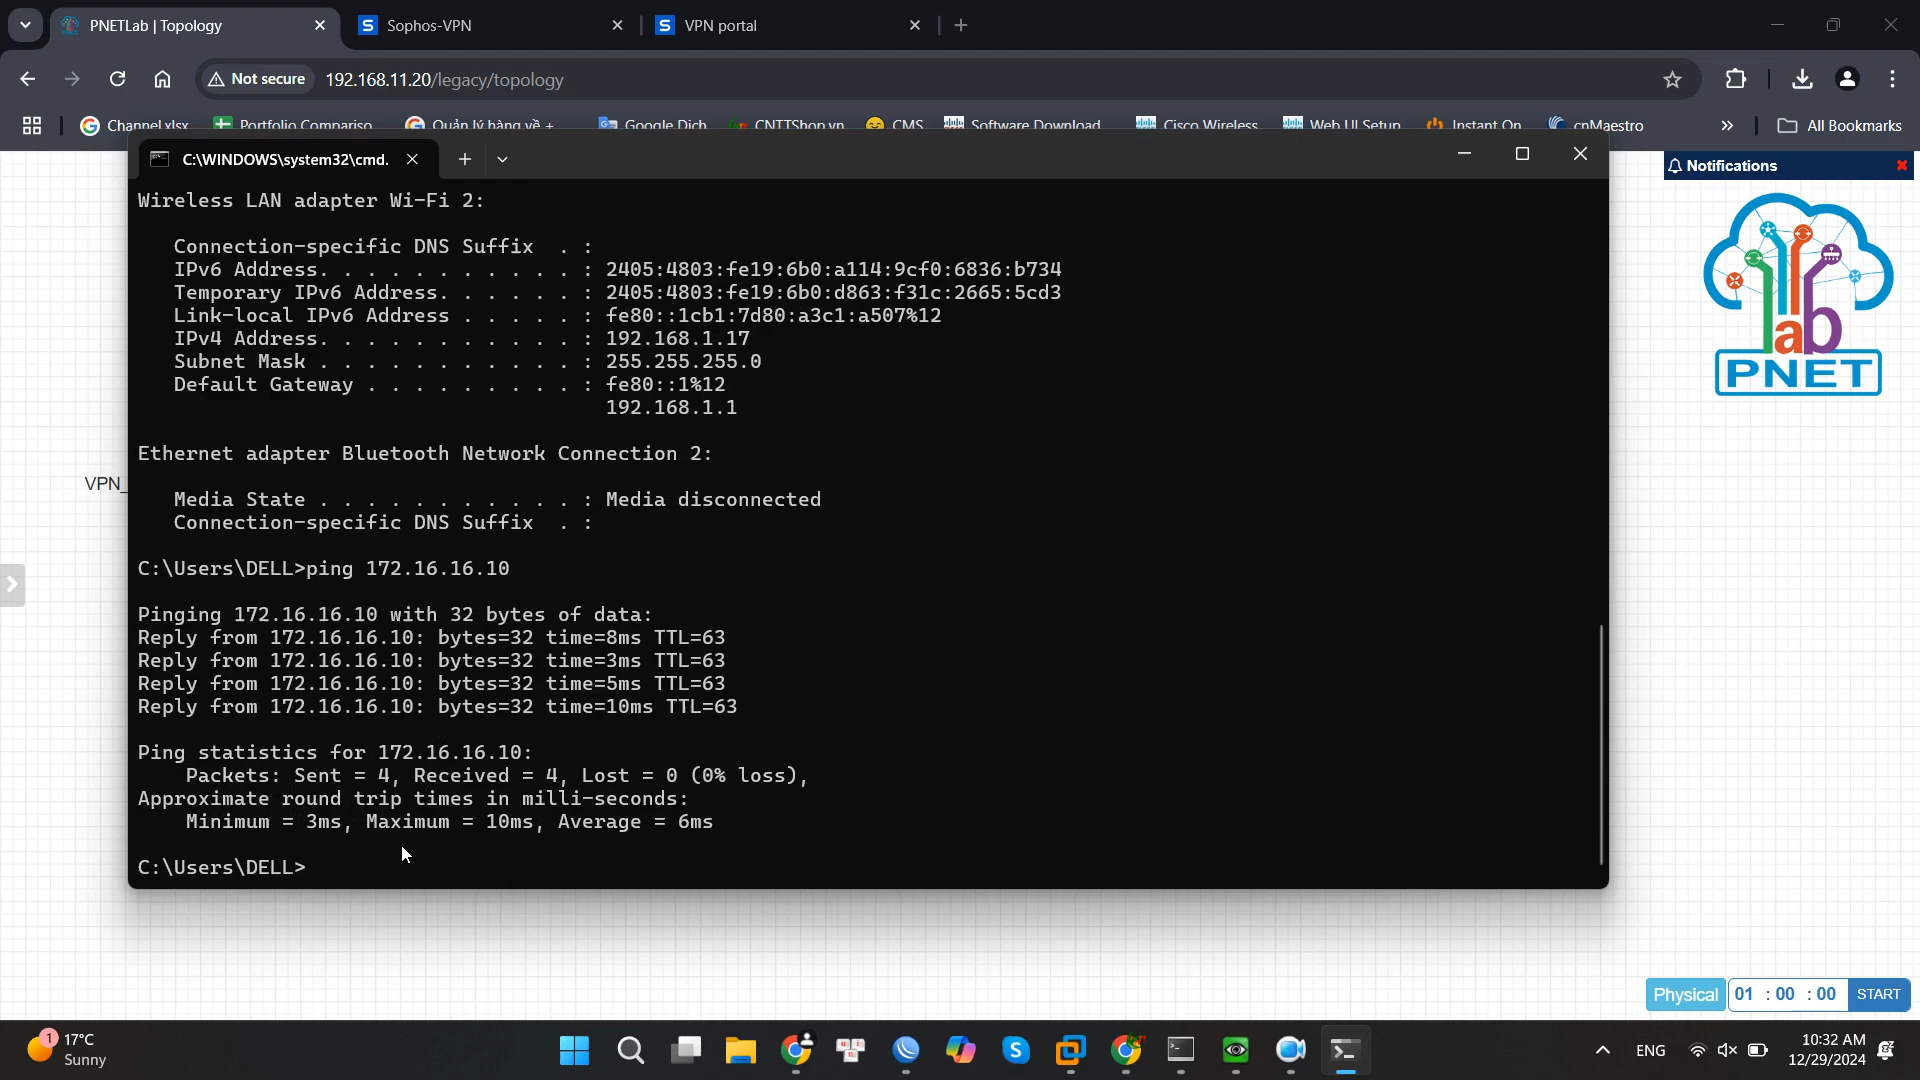 PNETLab | Topology
Sophos-VPN
VPN portal
Not secure
192.168.11.20/legacy/topology
Channel.xlsx
Portfolio Compariso
Quản lý hàng về +
Google Dịch
CNTTShop.vn
CMS
Software Download
Cisco Wireless
Web UI Setup
Instant On
cnMaestro
All Bookmarks
C:\WINDOWS\system32\cmd.
Notifications
Wireless LAN adapter Wi-Fi 2:
Connection-specific DNS Suffix  . :
IPv6 Address. . . . . . . . . . . : 2405:4803:fe19:6b0:a114:9cf0:6836:b734
Temporary IPv6 Address. . . . . . : 2405:4803:fe19:6b0:d863:f31c:2665:5cd3
Link-local IPv6 Address . . . . . : fe80::1cb1:7d80:a3c1:a507%12
IPv4 Address. . . . . . . . . . . : 192.168.1.17
Subnet Mask . . . . . . . . . . . : 255.255.255.0
Default Gateway . . . . . . . . . : fe80::1%12
192.168.1.1
Ethernet adapter Bluetooth Network Connection 2:
Media State . . . . . . . . . . . : Media disconnected
Connection-specific DNS Suffix  . :
C:\Users\DELL>ping 172.16.16.10
Pinging 172.16.16.10 with 32 bytes of data:
Reply from 172.16.16.10: bytes=32 time=8ms TTL=63
Reply from 172.16.16.10: bytes=32 time=3ms TTL=63
Reply from 172.16.16.10: bytes=32 time=5ms TTL=63
Reply from 172.16.16.10: bytes=32 time=10ms TTL=63
Ping statistics for 172.16.16.10:
Packets: Sent = 4, Received = 4, Lost = 0 (0% loss),
Approximate round trip times in milli-seconds:
Minimum = 3ms, Maximum = 10ms, Average = 6ms
C:\Users\DELL>
VPN_
lab
PNET
Physical
01 : 00 : 00
START
1
17°C
Sunny
ENG
10:32 AM
12/29/2024